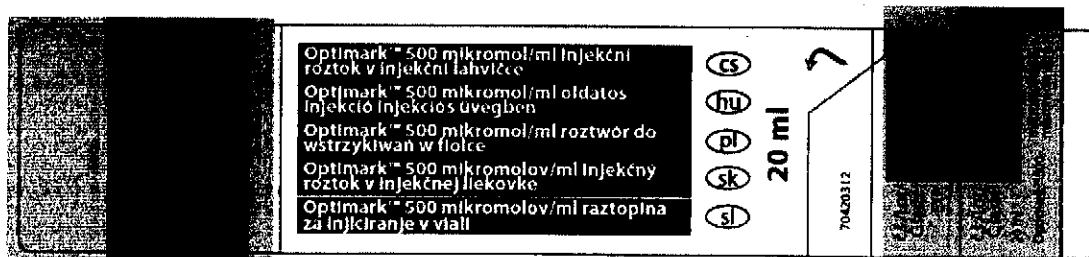 Optimark™ 500 mikromol/ml injekční
roztok v injekční lahvičce
cs
Optimark™ 500 mikromol/ml oldatos
injekció injekciós üvegben
hu
Optimark™ 500 mikromol/ml roztwór do
wstrzykiwań w fiolce
pl
Optimark™ 500 mikromolov/ml injekčný
roztok v injekčnej liekovke
sk
Optimark™ 500 mikromolov/ml raztopina
za injiciranje v viali
sl
20 ml
70420312